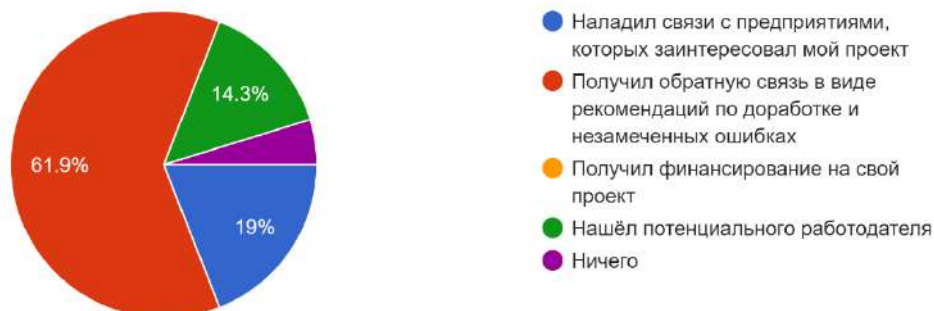 61.9%
14.3%
19%
Наладил связи с предприятиями,
которых заинтересовал мой проект
Получил обратную связь в виде
рекомендаций по доработке и
незамеченных ошибках
Получил финансирование на свой
проект
Нашёл потенциального работодателя
Ничего